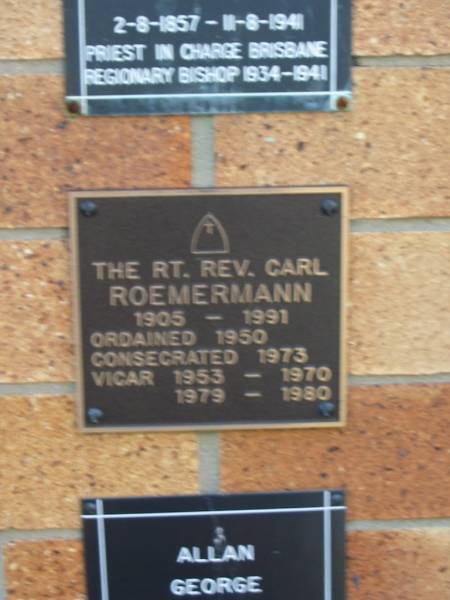 2-8-1857 - 11-8-1941
PRIEST IN CHARGE BRISBANE
REGIONARY BISHOP 1934-1941
THE RT. REV. CARL
ROEMERMANN
1905 - 1991
ORDAINED 1950
CONSECRATED 1973
VICAR 1953 - 1970
1979 - 1980
ALLAN
GEORGE